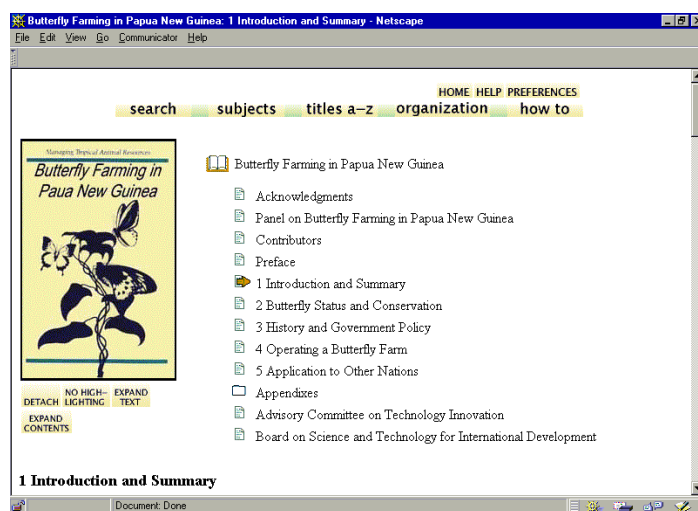 Butterfly Farming in Papua New Guinea: 1 Introduction and Summary - Netscape
File Edit View Go Communicator Help
HOME HELP PREFERENCES
search subjects titles a–z organization how to
Managing Tropical Animal Resources
Butterfly Farming in
Paua New Guinea
Butterfly Farming in Papua New Guinea
Acknowledgments
Panel on Butterfly Farming in Papua New Guinea
Contributors
Preface
1 Introduction and Summary
2 Butterfly Status and Conservation
3 History and Government Policy
4 Operating a Butterfly Farm
5 Application to Other Nations
Appendixes
Advisory Committee on Technology Innovation
Board on Science and Technology for International Development
DETACH NO HIGH– LIGHTING EXPAND TEXT
EXPAND CONTENTS
1 Introduction and Summary
Document: Done